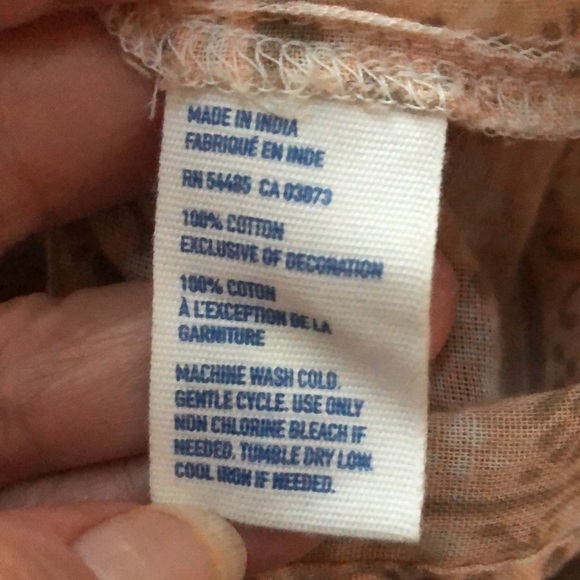 MADE IN INDIA
FABRIQUÉ EN INDE
RN 54485 CA 03073
100% COTTON
EXCLUSIVE OF DECORATION
100% COTON
À L'EXCEPTION DE LA
GARNITURE
MACHINE WASH COLD,
GENTLE CYCLE. USE ONLY
NON CHLORINE BLEACH IF
NEEDED. TUMBLE DRY LOW.
COOL IRON IF NEEDED.